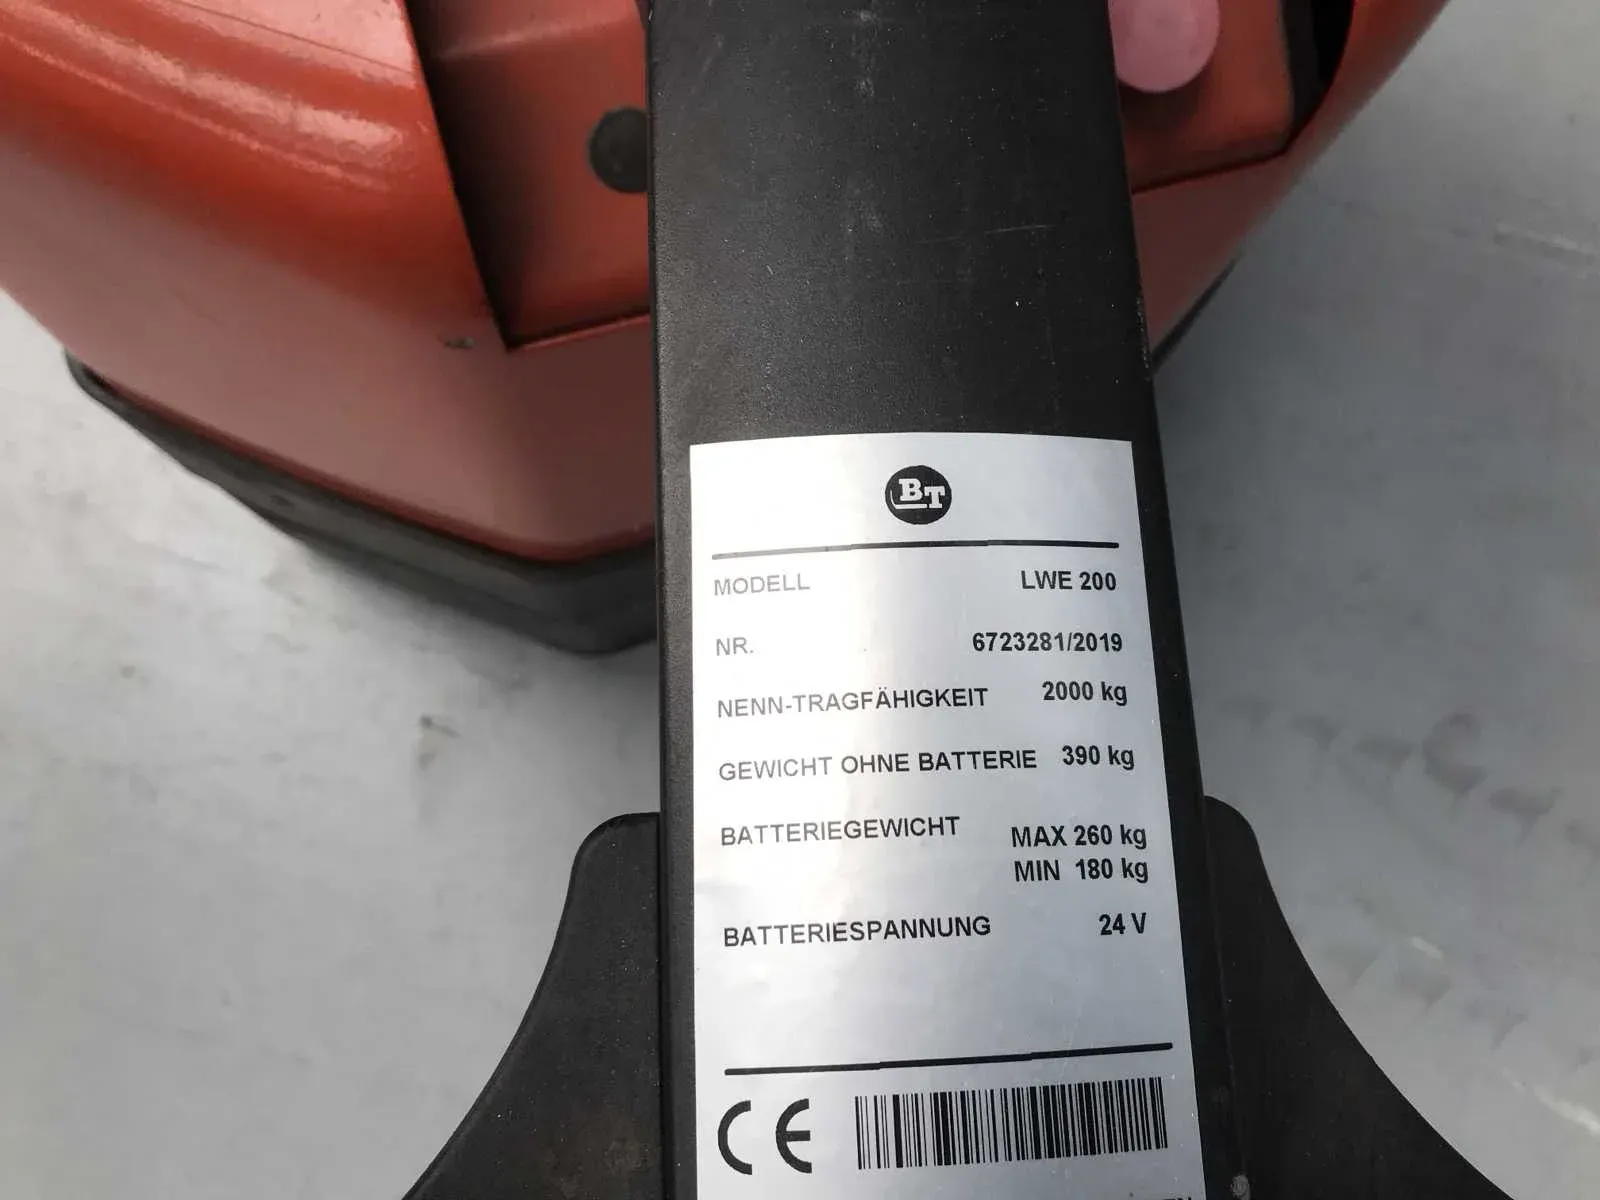 BT
MODELL LWE 200
NR. 6723281/2019
NENN-TRAGFÄHIGKEIT 2000 kg
GEWICHT OHNE BATTERIE 390 kg
BATTERIEGEWICHT MAX 260 kg
MIN 180 kg
BATTERIESPANNUNG 24 V
CE